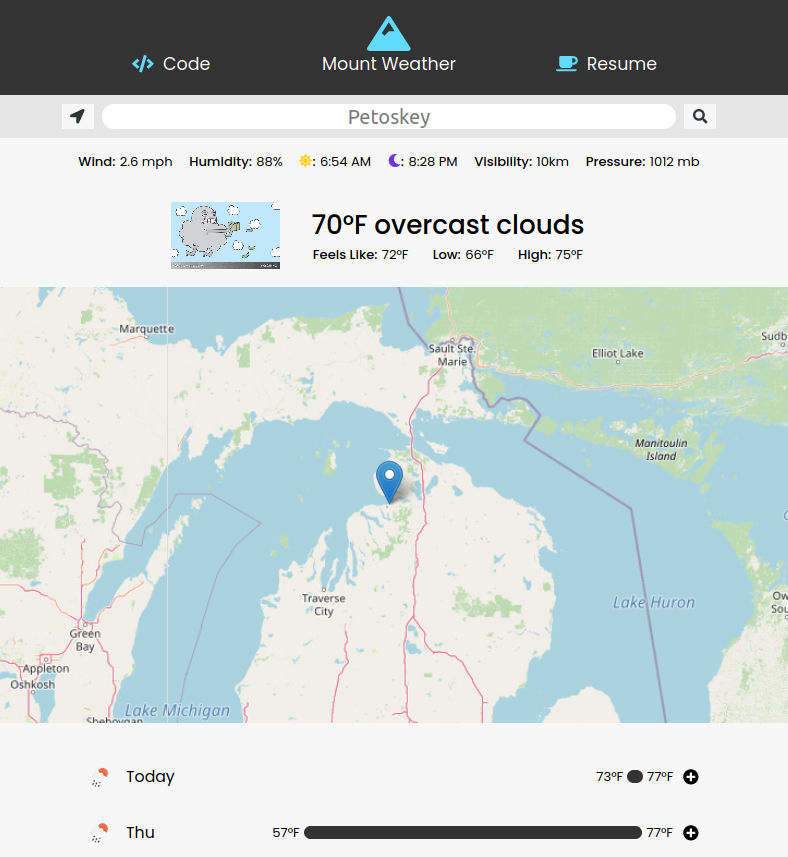 Code
Mount Weather
Resume
Petoskey
Wind: 2.6 mph Humidity: 88% : 6:54 AM : 8:28 PM Visibility: 10km Pressure: 1012 mb
70ºF overcast clouds
Feels Like: 72ºF Low: 66ºF High: 75ºF
Marquette
Sault Ste.
Marie
Elliot Lake
Sudb
Manitoulin
Island
Traverse
City
Lake Huron
Ow
Sou
Green
Bay
Appleton
Oshkosh
Lake Michigan
Sheboygan
Today 73ºF 77ºF
Thu 57ºF 77ºF